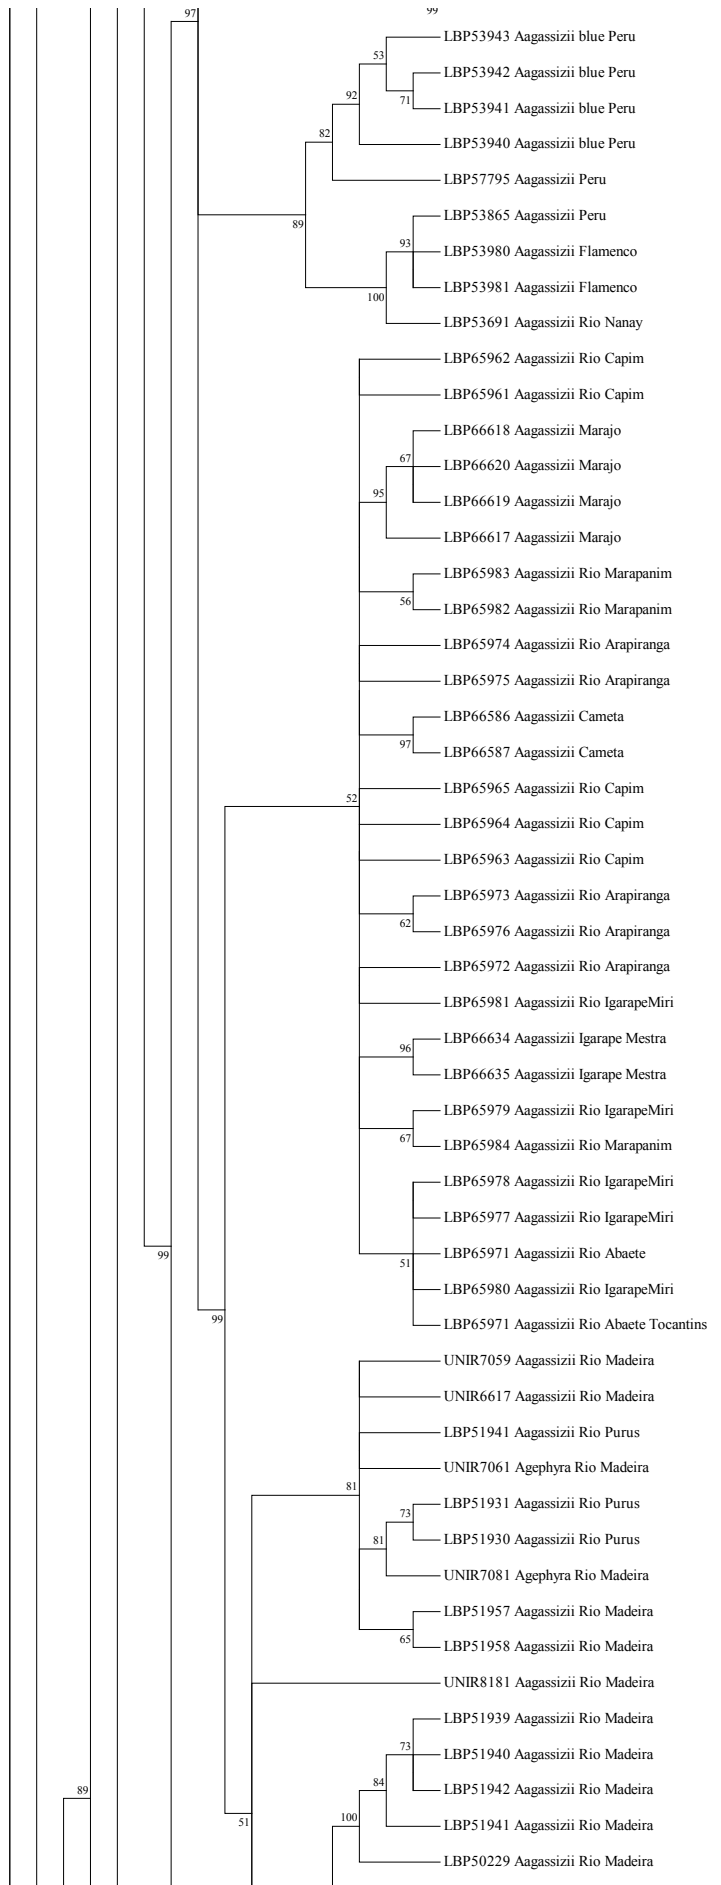 97
99
LBP53943 Aagassizii blue Peru
53
LBP53942 Aagassizii blue Peru
92
71
LBP53941 Aagassizii blue Peru
82
LBP53940 Aagassizii blue Peru
LBP57795 Aagassizii Peru
89
LBP53865 Aagassizii Peru
93
LBP53980 Aagassizii Flamenco
100
LBP53981 Aagassizii Flamenco
LBP53691 Aagassizii Rio Nanay
LBP65962 Aagassizii Rio Capim
LBP65961 Aagassizii Rio Capim
LBP66618 Aagassizii Marajo
67
LBP66620 Aagassizii Marajo
95
LBP66619 Aagassizii Marajo
LBP66617 Aagassizii Marajo
LBP65983 Aagassizii Rio Marapanim
56
LBP65982 Aagassizii Rio Marapanim
LBP65974 Aagassizii Rio Arapiranga
LBP65975 Aagassizii Rio Arapiranga
LBP66586 Aagassizii Cameta
97
LBP66587 Aagassizii Cameta
LBP65965 Aagassizii Rio Capim
52
LBP65964 Aagassizii Rio Capim
LBP65963 Aagassizii Rio Capim
LBP65973 Aagassizii Rio Arapiranga
62
LBP65976 Aagassizii Rio Arapiranga
LBP65972 Aagassizii Rio Arapiranga
LBP65981 Aagassizii Rio IgarapeMiri
LBP66634 Aagassizii Igarape Mestra
96
LBP66635 Aagassizii Igarape Mestra
LBP65979 Aagassizii Rio IgarapeMiri
67
LBP65984 Aagassizii Rio Marapanim
LBP65978 Aagassizii Rio IgarapeMiri
LBP65977 Aagassizii Rio IgarapeMiri
99
LBP65971 Aagassizii Rio Abaete
51
LBP65980 Aagassizii Rio IgarapeMiri
99
LBP65971 Aagassizii Rio Abaete Tocantins
UNIR7059 Aagassizii Rio Madeira
UNIR6617 Aagassizii Rio Madeira
LBP51941 Aagassizii Rio Purus
UNIR7061 Agephyra Rio Madeira
81
LBP51931 Aagassizii Rio Purus
73
LBP51930 Aagassizii Rio Purus
81
UNIR7081 Agephyra Rio Madeira
LBP51957 Aagassizii Rio Madeira
65
LBP51958 Aagassizii Rio Madeira
UNIR8181 Aagassizii Rio Madeira
LBP51939 Aagassizii Rio Madeira
73
LBP51940 Aagassizii Rio Madeira
84
LBP51942 Aagassizii Rio Madeira
89
100
51
LBP51941 Aagassizii Rio Madeira
LBP50229 Aagassizii Rio Madeira